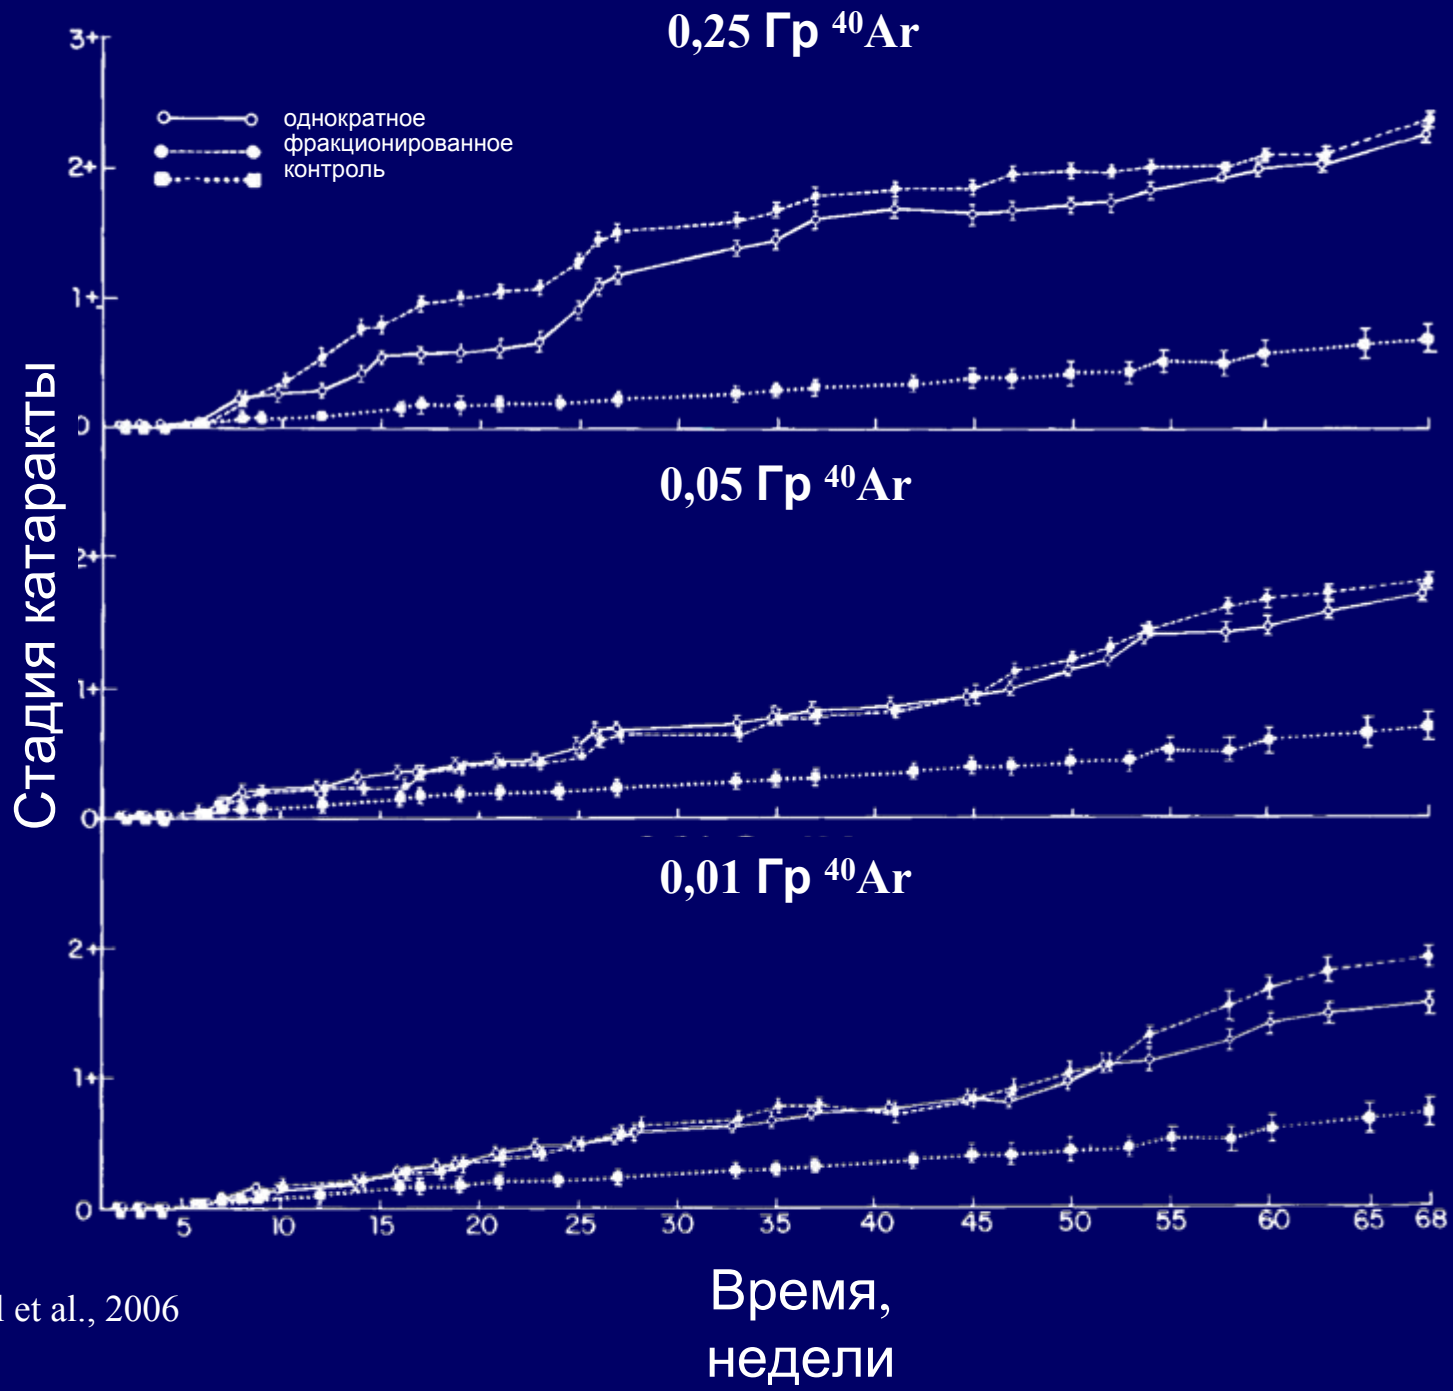 0,25 Гр ⁴⁰Ar
3+
однократное
фракционированное
2+
контроль
1+
0
0,05 Гр ⁴⁰Ar
2+
1+
0
Стадия катаракты
0,01 Гр ⁴⁰Ar
2+
1+
0
5 10 15 20 25 30 35 40 45 50 55 60 65 68
Время,
недели
et al., 2006